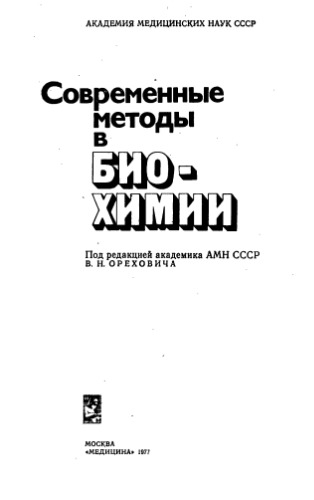 АКАДЕМИЯ МЕДИЦИНСКИХ НАУК СССР
Современные
методы
в
БИО-
ХИМИИ
Под редакцией академика АМН СССР
В. Н. ОРЕХОВИЧА
МОСКВА
«МЕДИЦИНА» 1977